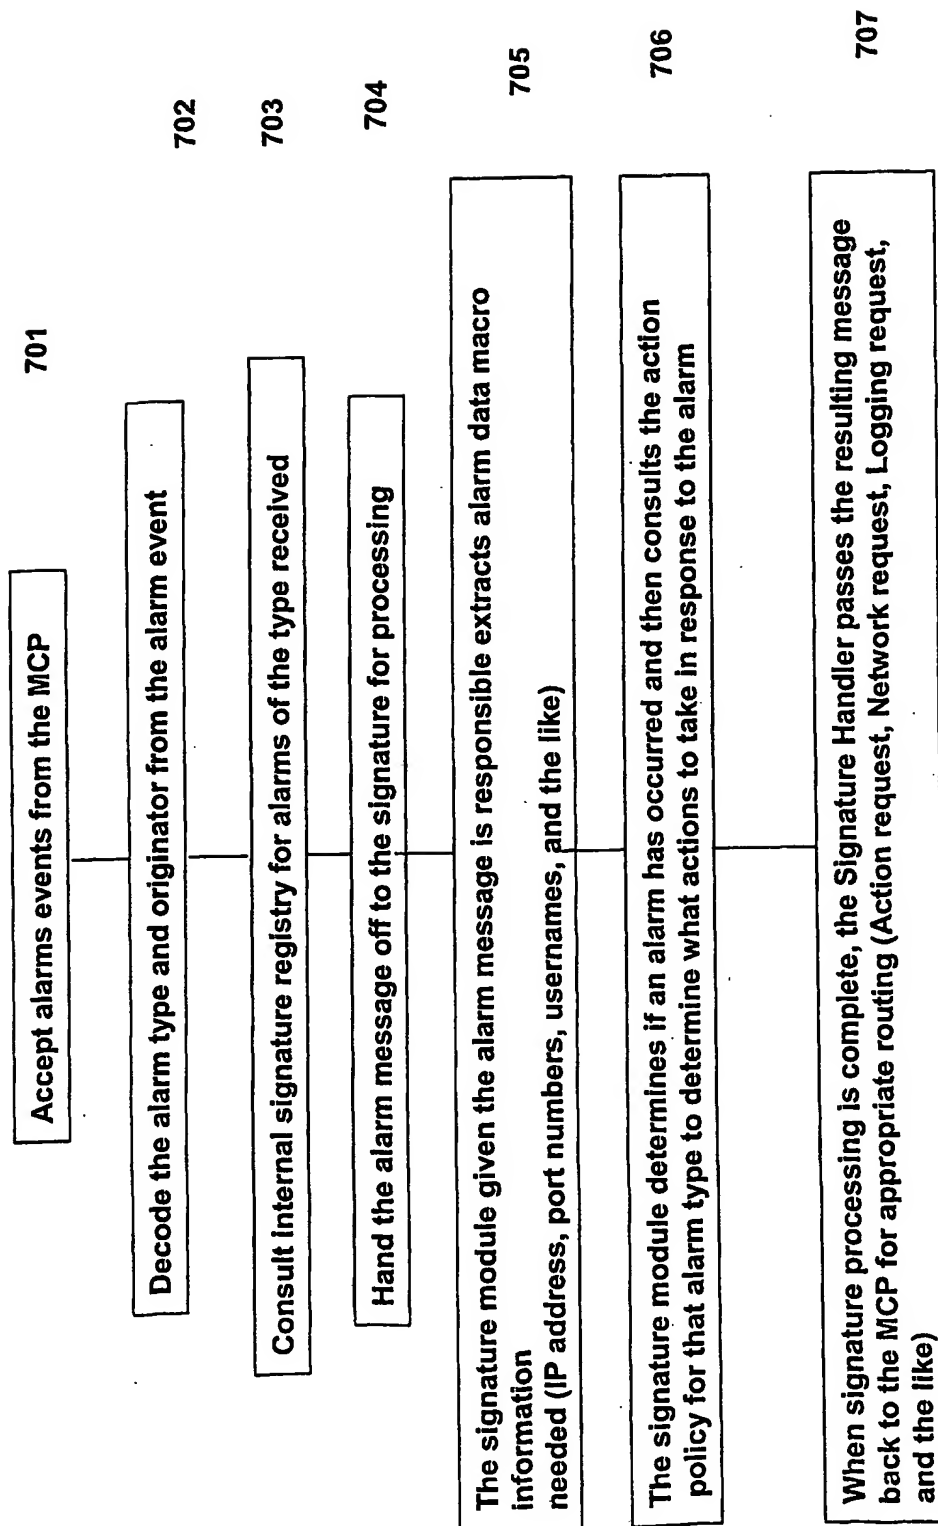 701
Accept alarms events from the MCP
702
Decode the alarm type and originator from the alarm event
703
Consult internal signature registry for alarms of the type received
704
Hand the alarm message off to the signature for processing
705
The signature module given the alarm message is responsible extracts alarm data macro
information
needed (IP address, port numbers, usernames, and the like)
706
The signature module determines if an alarm has occurred and then consults the action
policy for that alarm type to determine what actions to take in response to the alarm
707
When signature processing is complete, the Signature Handler passes the resulting message
back to the MCP for appropriate routing (Action request, Network request, Logging request,
and the like)